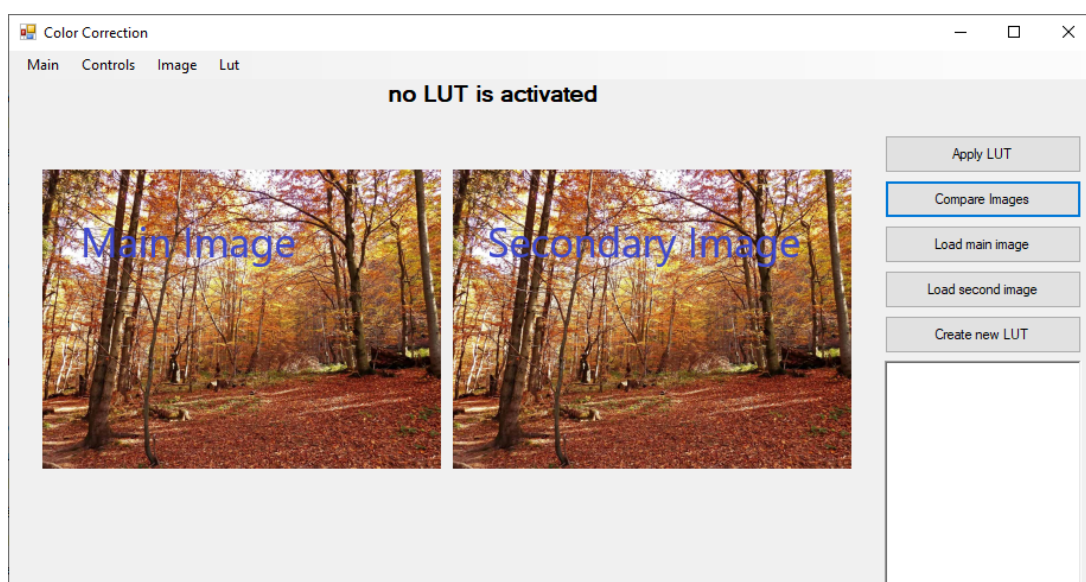 Color Correction
Main Controls Image Lut
no LUT is activated
Main Image
Secondary Image
Apply LUT
Compare Images
Load main image
Load second image
Create new LUT